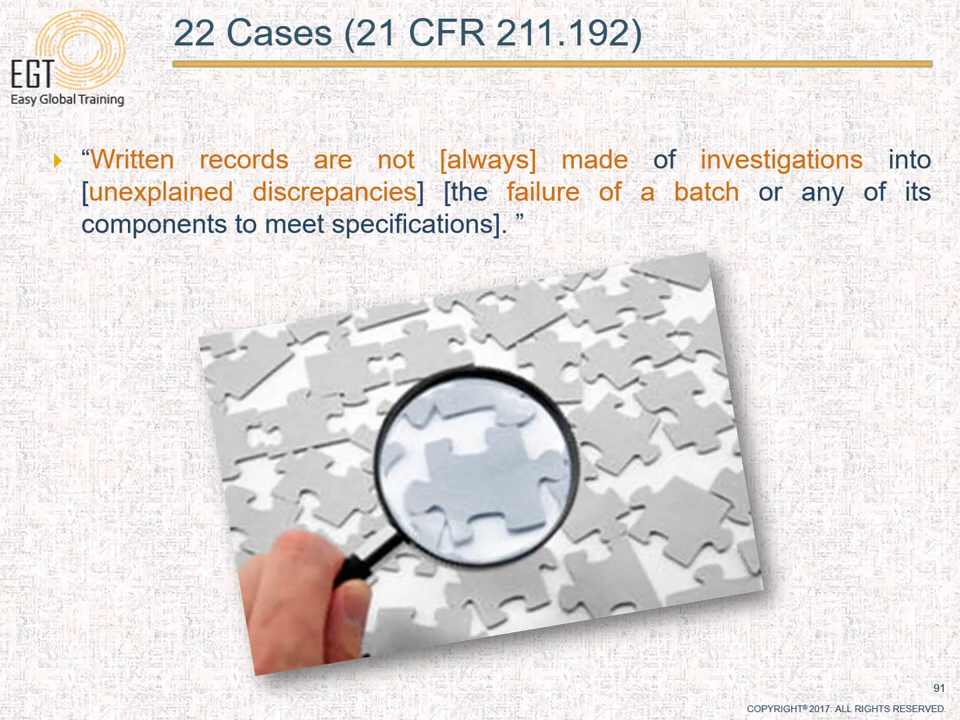 22 Cases (21 CFR 211.192)
EGT
Easy Global Training
“Written records are not [always] made of investigations into
[unexplained discrepancies] [the failure of a batch or any of its
components to meet specifications]. ”
91
COPYRIGHT® 2017. ALL RIGHTS RESERVED.